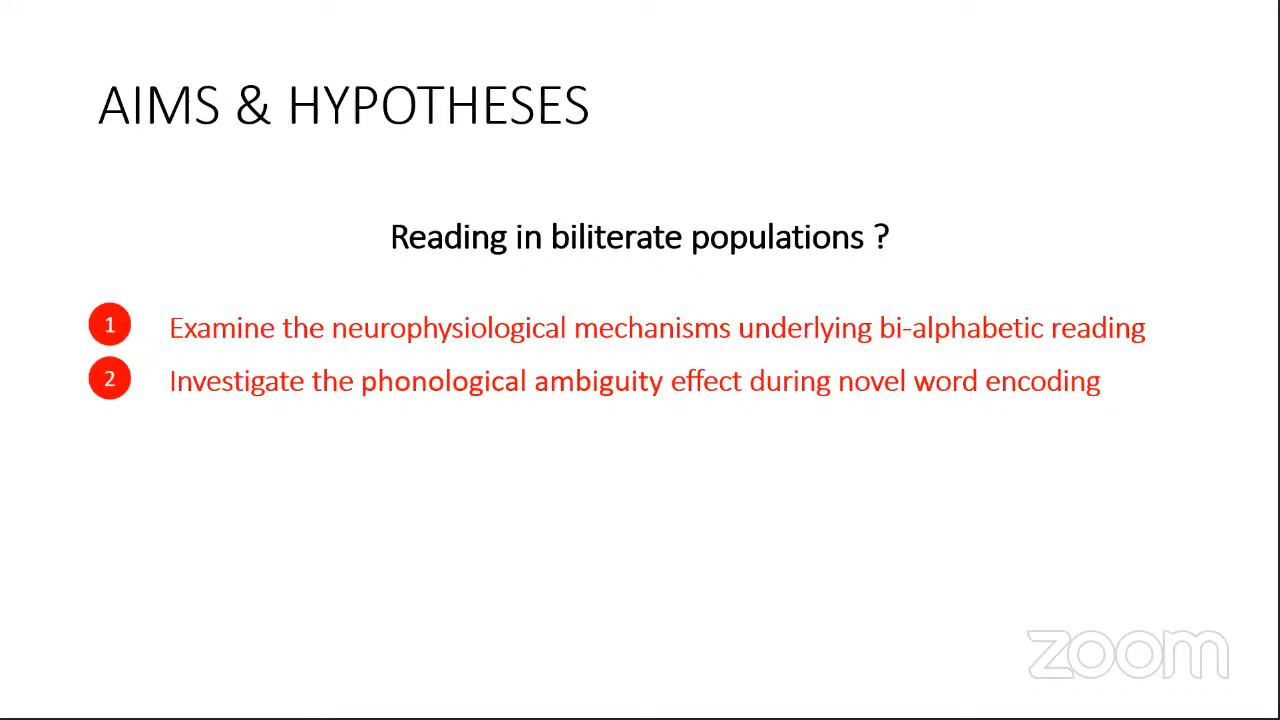 AIMS & HYPOTHESES
Reading in biliterate populations ?
1 Examine the neurophysiological mechanisms underlying bi-alphabetic reading
2 Investigate the phonological ambiguity effect during novel word encoding
zoom